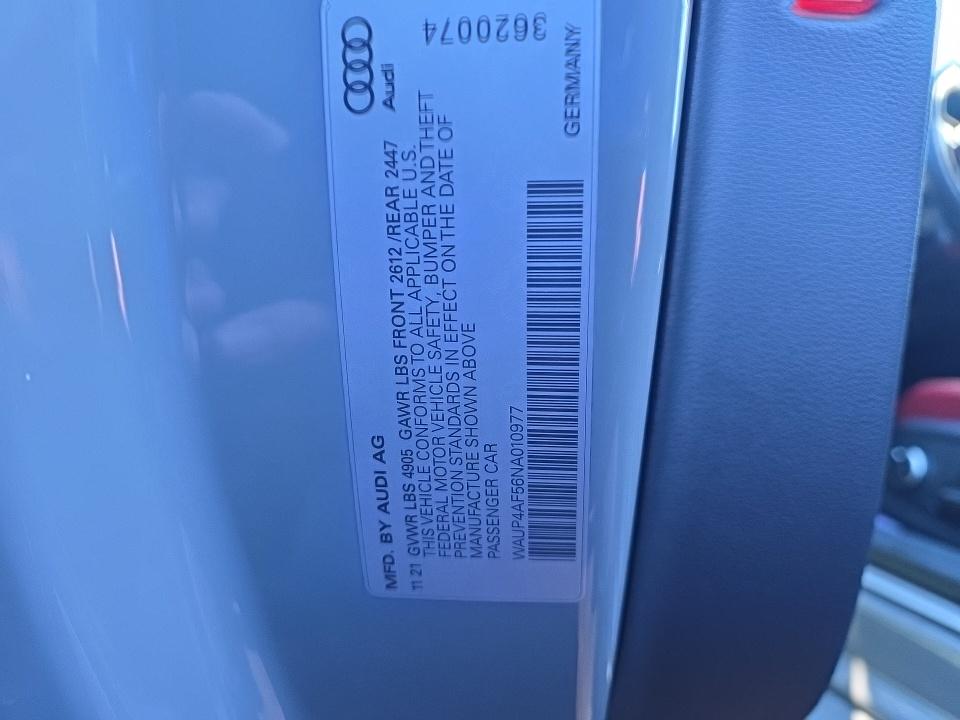 MFD. BY AUDI AG
Audi
11 21 GVWR LBS 4905 GAWR LBS FRONT 2612 /REAR 2447
THIS VEHICLE CONFORMS TO ALL APPLICABLE U.S.
FEDERAL MOTOR VEHICLE SAFETY, BUMPER AND THEFT
PREVENTION STANDARDS IN EFFECT ON THE DATE OF
MANUFACTURE SHOWN ABOVE
PASSENGER CAR
WAUP4AF56NA010977
GERMANY
3620074